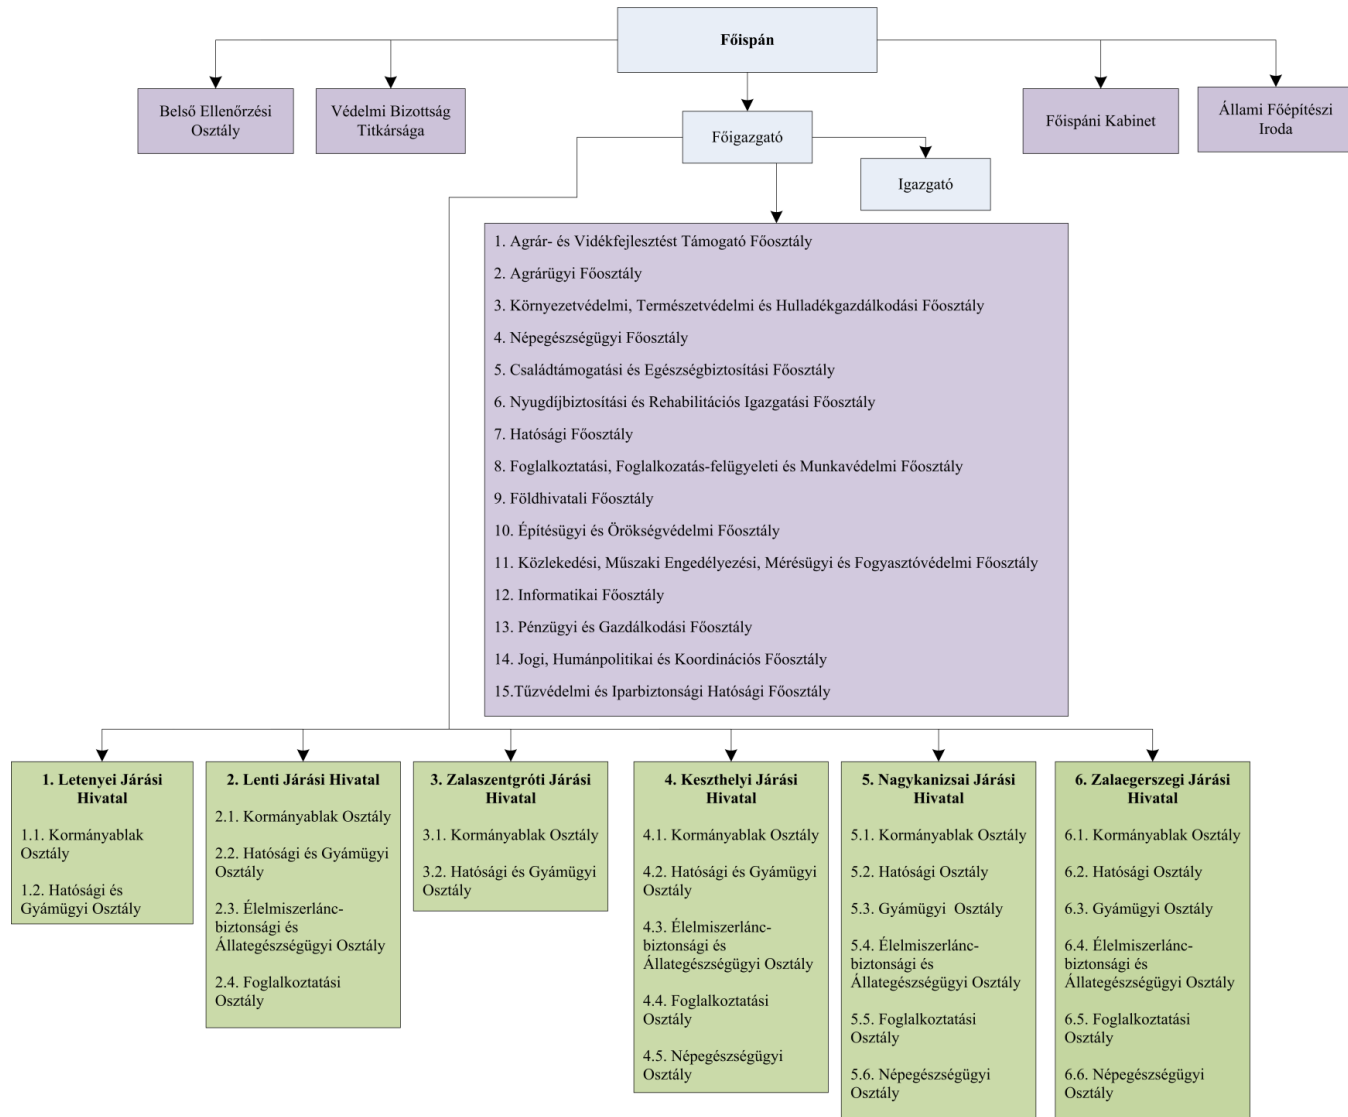 Főispán
Belső Ellenőrzési
Osztály
Védelmi Bizottság
Titkársága
Főispáni Kabinet
Állami Főépítészi
Iroda
Főigazgató
Igazgató
1. Agrár- és Vidékfejlesztést Támogató Főosztály
2. Agrárügyi Főosztály
3. Környezetvédelmi, Természetvédelmi és Hulladékgazdálkodási Főosztály
4. Népegészségügyi Főosztály
5. Családtámogatási és Egészségbiztosítási Főosztály
6. Nyugdíjbiztosítási és Rehabilitációs Igazgatási Főosztály
7. Hatósági Főosztály
8. Foglalkoztatási, Foglalkozatás-felügyeleti és Munkavédelmi Főosztály
9. Földhivatali Főosztály
10. Építésügyi és Örökségvédelmi Főosztály
11. Közlekedési, Műszaki Engedélyezési, Mérésügyi és Fogyasztóvédelmi Főosztály
12. Informatikai Főosztály
13. Pénzügyi és Gazdálkodási Főosztály
14. Jogi, Humánpolitikai és Koordinációs Főosztály
15.Tűzvédelmi és Iparbiztonsági Hatósági Főosztály
1. Letenyei Járási
Hivatal
1.1. Kormányablak
Osztály
1.2. Hatósági és
Gyámügyi Osztály
2. Lenti Járási Hivatal
2.1. Kormányablak Osztály
2.2. Hatósági és Gyámügyi
Osztály
2.3. Élelmiszerlánc-
biztonsági és
Állategészségügyi Osztály
2.4. Foglalkoztatási
Osztály
3. Zalaszentgróti Járási
Hivatal
3.1. Kormányablak Osztály
3.2. Hatósági és Gyámügyi
Osztály
4. Keszthelyi Járási
Hivatal
4.1. Kormányablak Osztály
4.2. Hatósági és Gyámügyi
Osztály
4.3. Élelmiszerlánc-
biztonsági és
Állategészségügyi Osztály
4.4. Foglalkoztatási
Osztály
4.5. Népegészségügyi
Osztály
5. Nagykanizsai Járási
Hivatal
5.1. Kormányablak Osztály
5.2. Hatósági Osztály
5.3. Gyámügyi Osztály
5.4. Élelmiszerlánc-
biztonsági és
Állategészségügyi Osztály
5.5. Foglalkoztatási
Osztály
5.6. Népegészségügyi
Osztály
6. Zalaegerszegi Járási
Hivatal
6.1. Kormányablak Osztály
6.2. Hatósági Osztály
6.3. Gyámügyi Osztály
6.4. Élelmiszerlánc-
biztonsági és
Állategészségügyi Osztály
6.5. Foglalkoztatási
Osztály
6.6. Népegészségügyi
Osztály